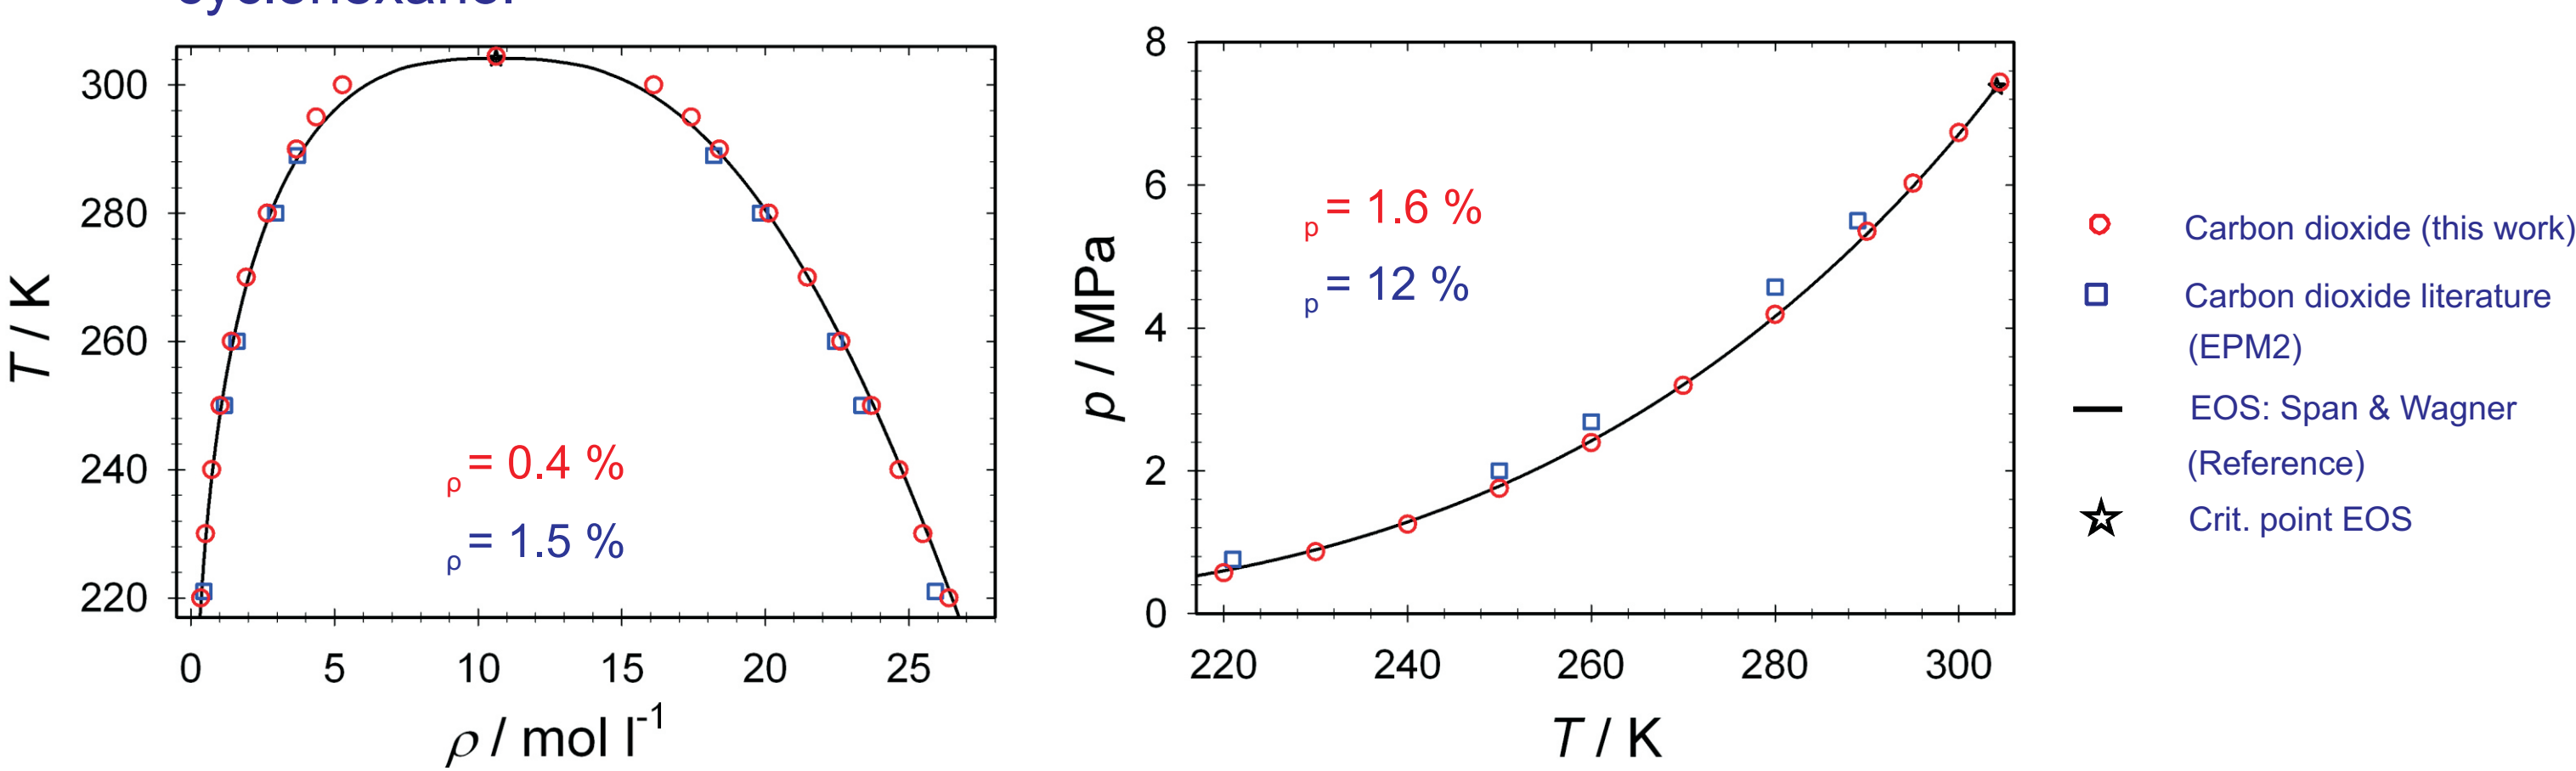 300
280
260
240
220
T / K
ρ = 0.4 %
ρ = 1.5 %
0 5 10 15 20 25
ρ / mol l-1
8
6
4
2
0
p / MPa
p = 1.6 %
p = 12 %
220 240 260 280 300
T / K
Carbon dioxide (this work)
Carbon dioxide literature
(EPM2)
EOS: Span & Wagner
(Reference)
Crit. point EOS